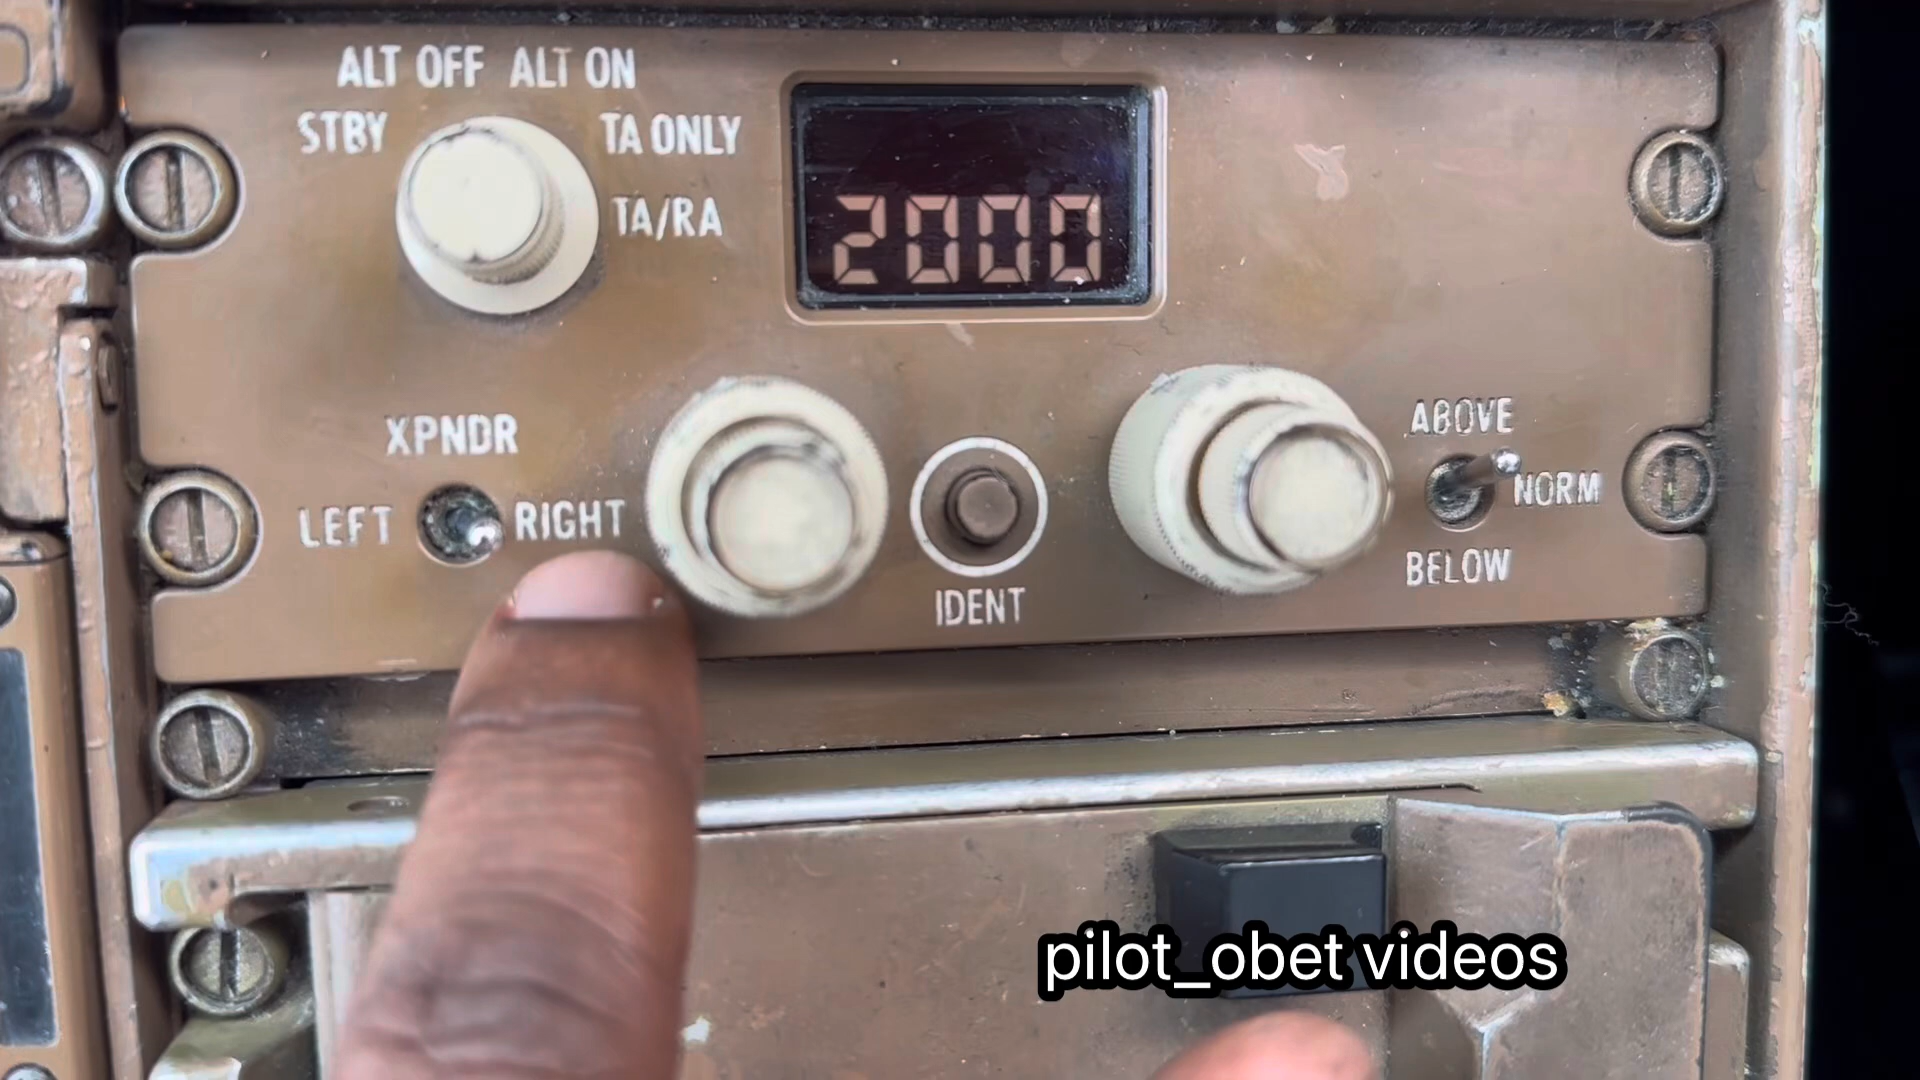 ALT OFF ALT ON
STBY
TA ONLY
TA/RA
2000
XPNDR
LEFT
RIGHT
IDENT
ABOVE
NORM
BELOW
pilot_obet videos